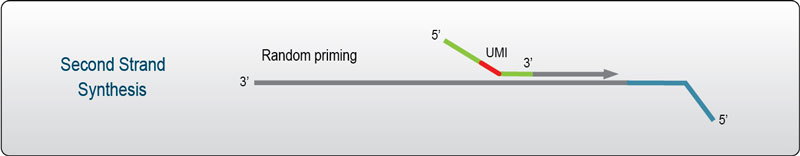 Second Strand
Synthesis
Random priming
5’
UMI
3’
3’
5’